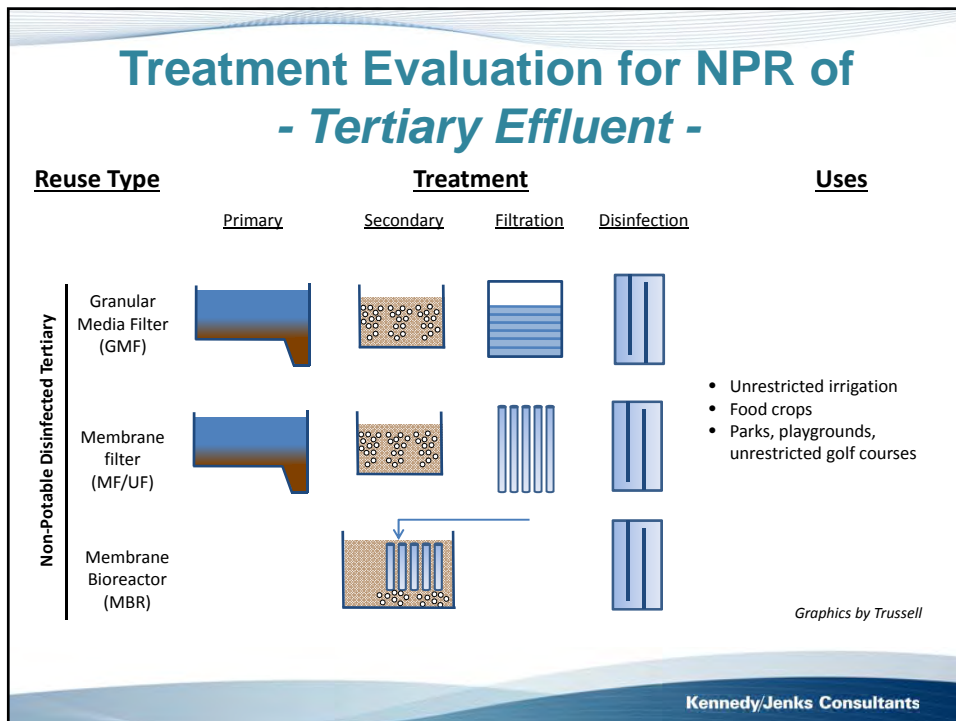 Treatment Evaluation for NPR of
- Tertiary Effluent -
Reuse Type
Treatment
Uses
Primary
Secondary
Filtration
Disinfection
Non-Potable Disinfected Tertiary
Granular
Media Filter
(GMF)
Membrane
filter
(MF/UF)
Membrane
Bioreactor
(MBR)
• Unrestricted irrigation
• Food crops
• Parks, playgrounds,
unrestricted golf courses
Graphics by Trussell
Kennedy/Jenks Consultants